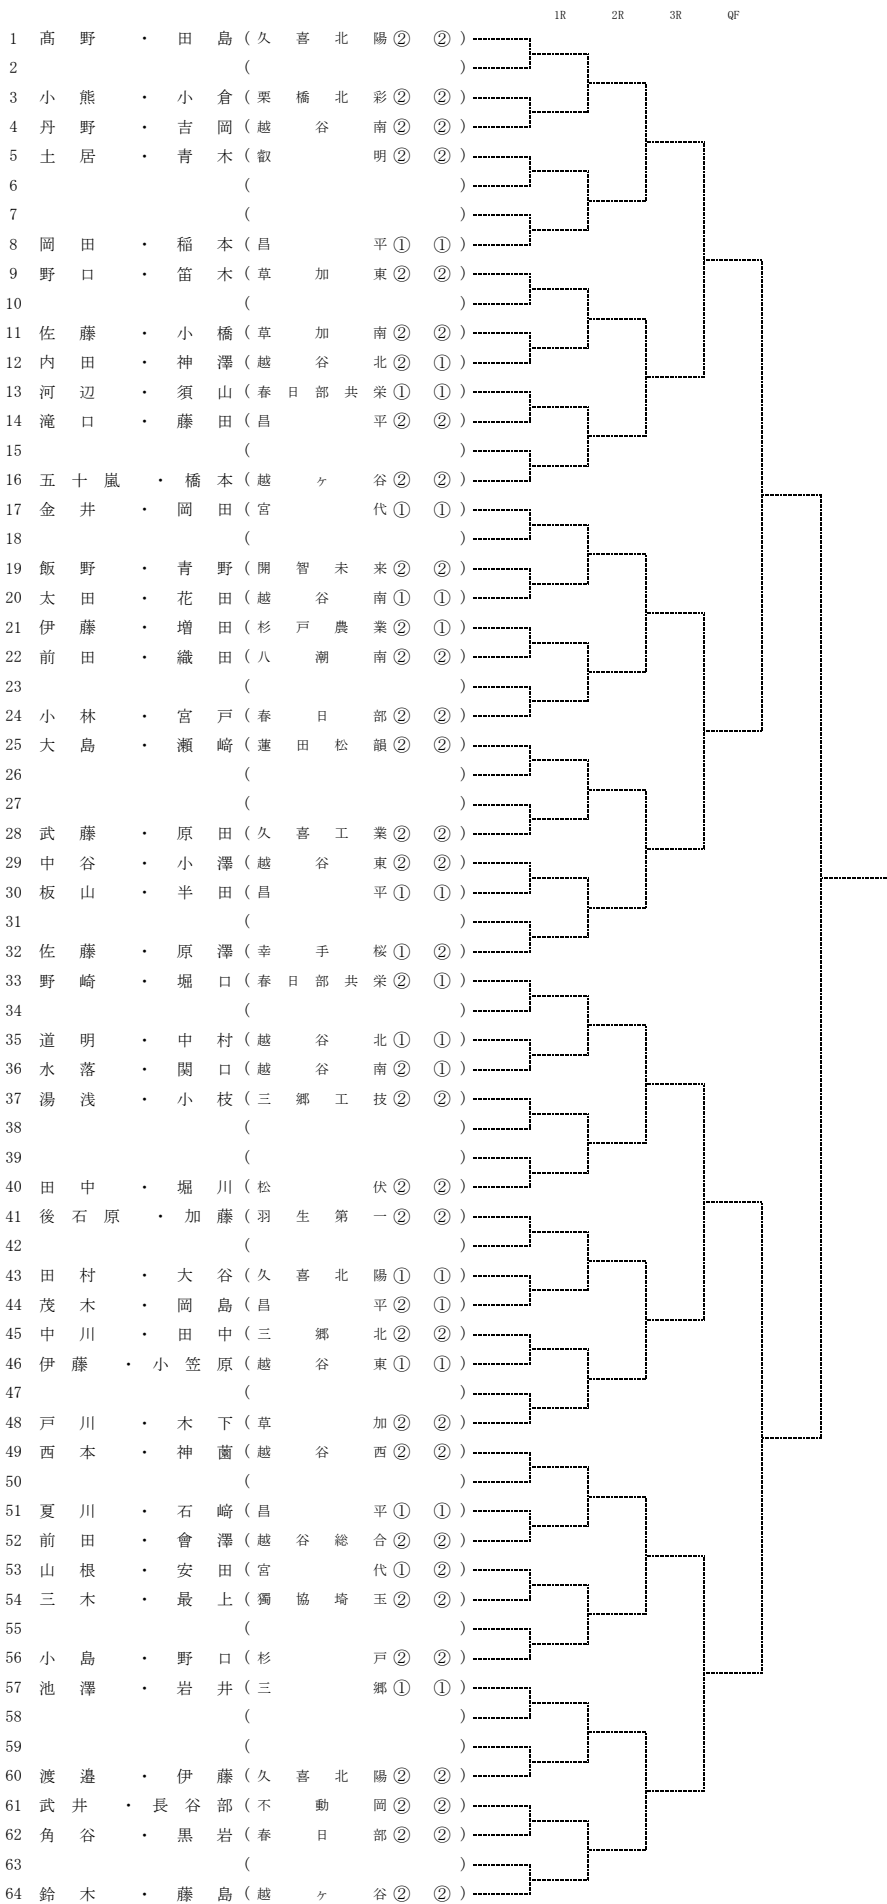 1R 2R 3R QF
1 髙野・田島(久喜北陽② ②)
2 ( )
3 小熊・小倉(栗橋北彩② ②)
4 丹野・吉岡(越谷南② ②)
5 土居・青木(叡明② ②)
6 ( )
7 ( )
8 岡田・稲本(昌平① ①)
9 野口・笛木(草加東② ②)
10 ( )
11 佐藤・小橋(草加南② ②)
12 内田・神澤(越谷北② ①)
13 河辺・須山(春日部共栄① ①)
14 滝口・藤田(昌平② ②)
15 ( )
16 五十嵐・橋本(越ヶ谷② ②)
17 金井・岡田(宮代① ①)
18 ( )
19 飯野・青野(開智未来② ②)
20 太田・花田(越谷南① ①)
21 伊藤・増田(杉戸農業② ①)
22 前田・織田(八潮南② ②)
23 ( )
24 小林・宮戸(春日部② ②)
25 大島・瀬﨑(蓮田松韻② ②)
26 ( )
27 ( )
28 武藤・原田(久喜工業② ②)
29 中谷・小澤(越谷東② ②)
30 板山・半田(昌平① ①)
31 ( )
32 佐藤・原澤(幸手桜① ②)
33 野崎・堀口(春日部共栄② ①)
34 ( )
35 道明・中村(越谷北① ①)
36 水落・関口(越谷南② ①)
37 湯浅・小枝(三郷工技② ②)
38 ( )
39 ( )
40 田中・堀川(松伏② ②)
41 後石原・加藤(羽生第一② ②)
42 ( )
43 田村・大谷(久喜北陽① ①)
44 茂木・岡島(昌平② ①)
45 中川・田中(三郷北② ②)
46 伊藤・小笠原(越谷東① ①)
47 ( )
48 戸川・木下(草加② ②)
49 西本・神薗(越谷西② ②)
50 ( )
51 夏川・石﨑(昌平① ①)
52 前田・會澤(越谷総合② ②)
53 山根・安田(宮代① ②)
54 三木・最上(獨協埼玉② ②)
55 ( )
56 小島・野口(杉戸② ②)
57 池澤・岩井(三郷① ①)
58 ( )
59 ( )
60 渡邉・伊藤(久喜北陽② ②)
61 武井・長谷部(不動岡② ②)
62 角谷・黒岩(春日部② ②)
63 ( )
64 鈴木・藤島(越ヶ谷② ②)